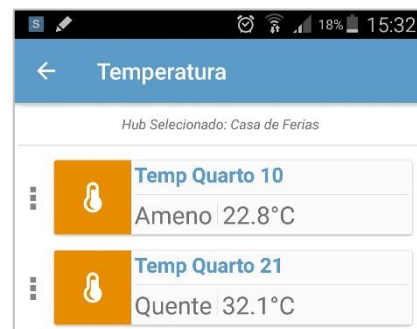 S 18% 15:32
Temperatura
Hub Selecionado: Casa de Ferias
Temp Quarto 10
Ameno 22.8°C
Temp Quarto 21
Quente 32.1°C